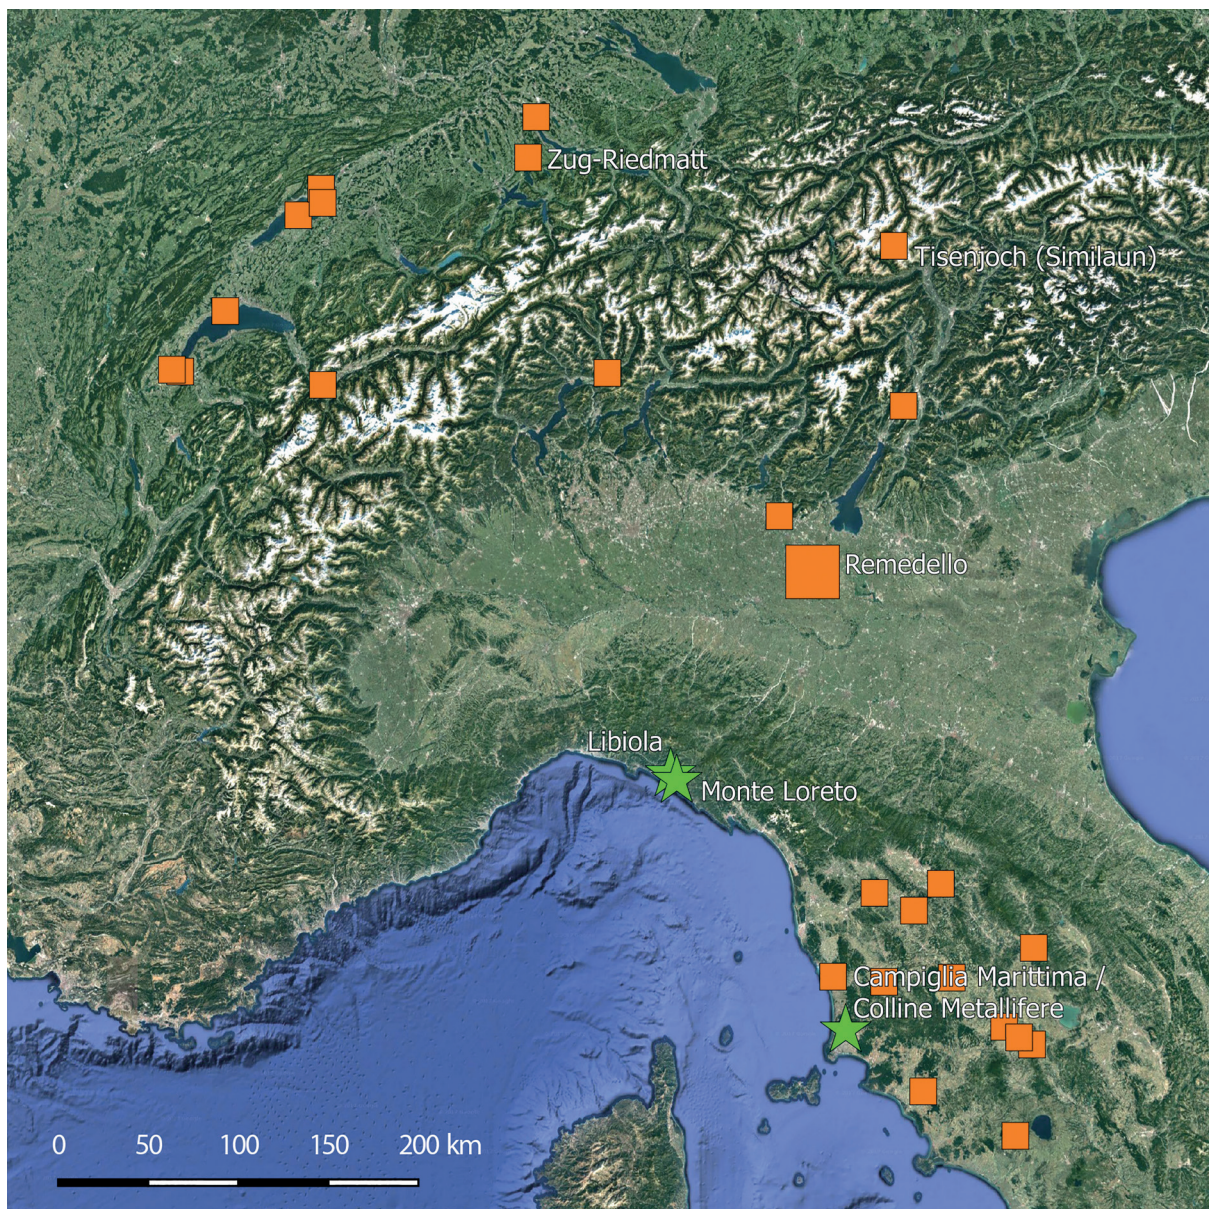 Zug-Riedmatt
Tisenjoch (Similaun)
Remedello
Libiola
Monte Loreto
Campiglia Marittima /
Colline Metallifere
0 50 100 150 200 km